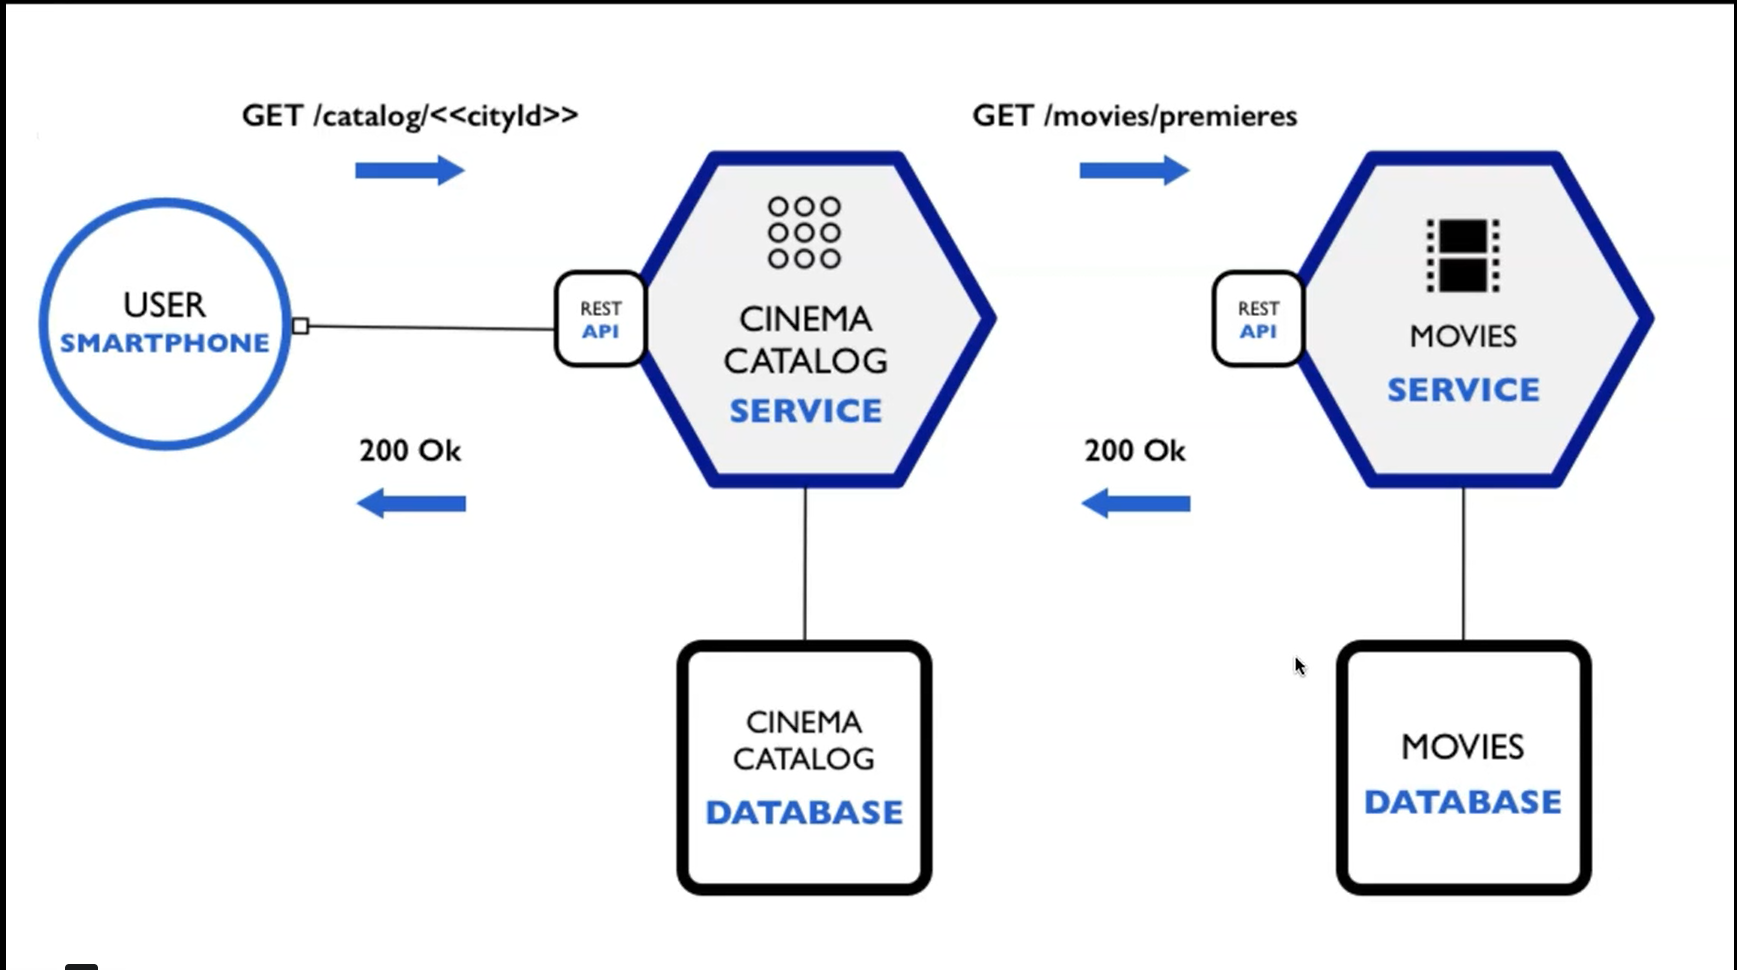 GET /catalog/<<cityId>>
GET /movies/premieres
USER
SMARTPHONE
REST
API
CINEMA
CATALOG
SERVICE
REST
API
MOVIES
SERVICE
200 Ok
200 Ok
CINEMA
CATALOG
DATABASE
MOVIES
DATABASE